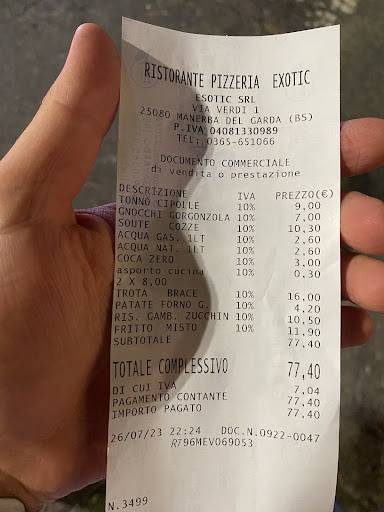 RISTORANTE PIZZERIA EXOTIC
ESOTIC SRL
VIA VERDI 1
25080 MANERBA DEL GARDA (BS)
P.IVA 04081330989
TEL: 0365-651066
DOCUMENTO COMMERCIALE
di vendita o prestazione
DESCRIZIONE IVA PREZZO(€)
TONNO CIPOLLE 10% 9,00
GNOCCHI GORGONZOLA 10% 7,00
SOUTE COZZE 10% 10,30
ACQUA GAS. 1LT 10% 2,60
ACQUA NAT. 1LT 10% 2,60
COCA ZERO 10% 3,00
asporto cucina 10% 0,30
2 X 8,00
TROTA BRACE 10% 16,00
PATATE FORNO G. 10% 4,20
RIS. GAMB. ZUCCHIN 10% 10,50
FRITTO MISTO 10% 11,90
SUBTOTALE 77,40
TOTALE COMPLESSIVO 77,40
DI CUI IVA 7,04
PAGAMENTO CONTANTE 77,40
IMPORTO PAGATO 77,40
26/07/23 22:24 DOC.N.0922-0047
RT96MEV069053
N.3499